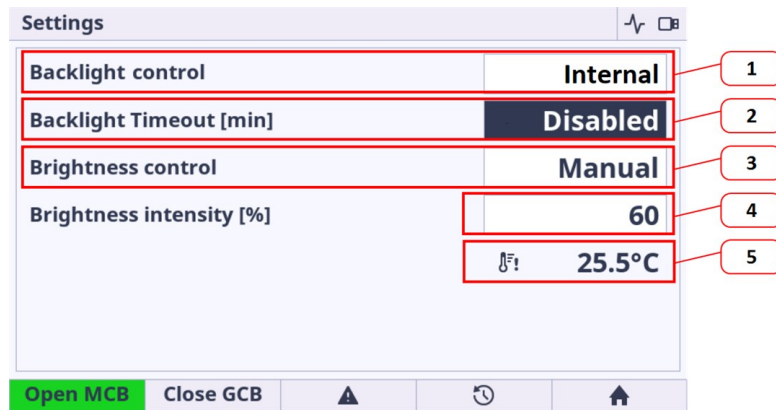 Settings
Backlight control Internal 1
Backlight Timeout [min] Disabled 2
Brightness control Manual 3
Brightness intensity [%] 60 4
25.5°C 5
Open MCB Close GCB